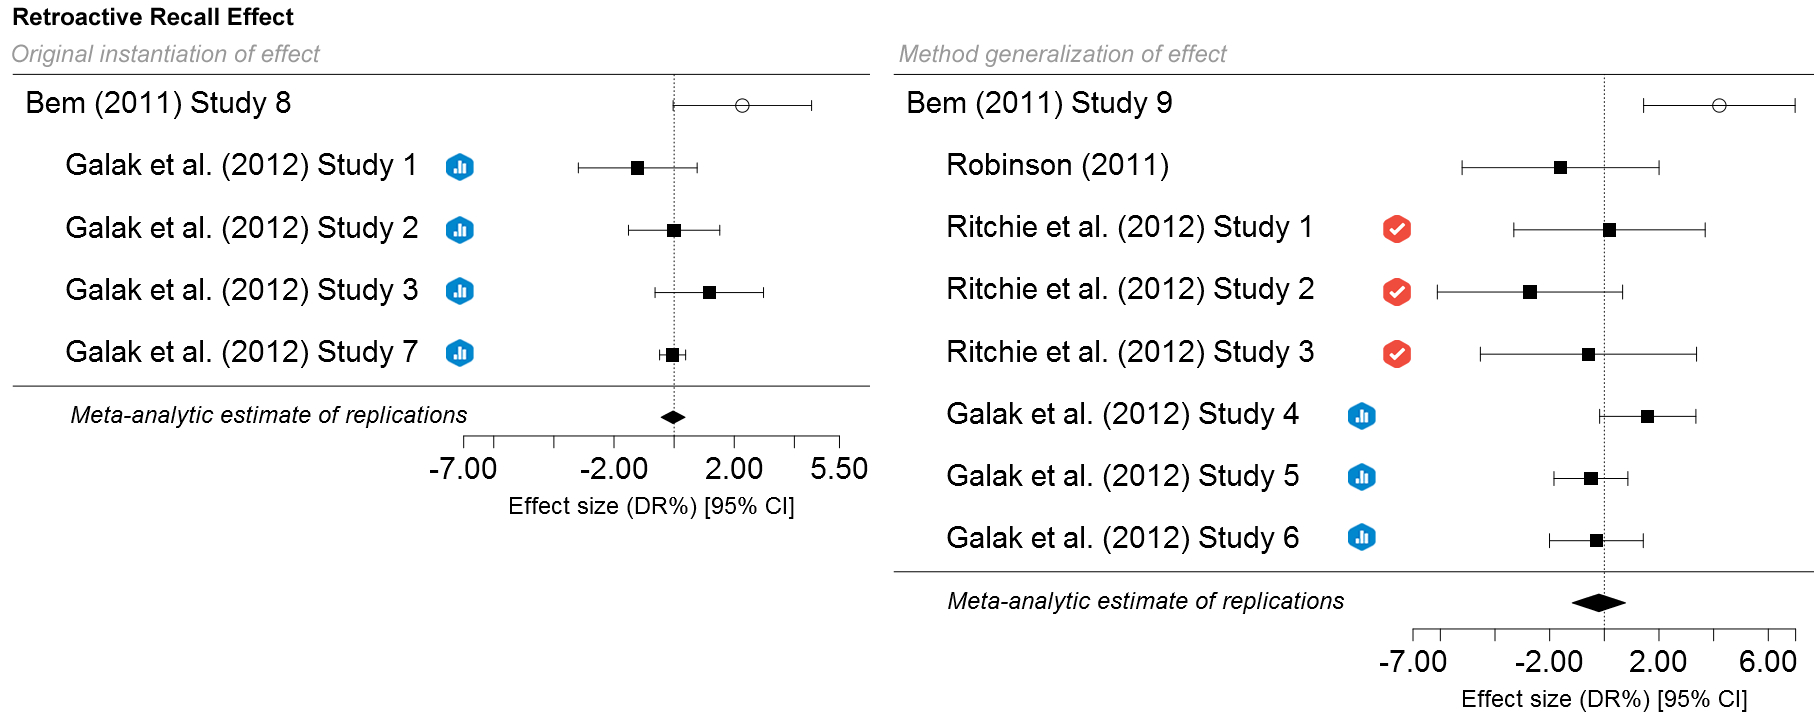 Retroactive Recall Effect
Original instantiation of effect
Bem (2011) Study 8
Galak et al. (2012) Study 1
Galak et al. (2012) Study 2
Galak et al. (2012) Study 3
Galak et al. (2012) Study 7
Meta-analytic estimate of replications
-7.00 -2.00 2.00 5.50
Effect size (DR%) [95% CI]
Method generalization of effect
Bem (2011) Study 9
Robinson (2011)
Ritchie et al. (2012) Study 1
Ritchie et al. (2012) Study 2
Ritchie et al. (2012) Study 3
Galak et al. (2012) Study 4
Galak et al. (2012) Study 5
Galak et al. (2012) Study 6
Meta-analytic estimate of replications
-7.00 -2.00 2.00 6.00
Effect size (DR%) [95% CI]